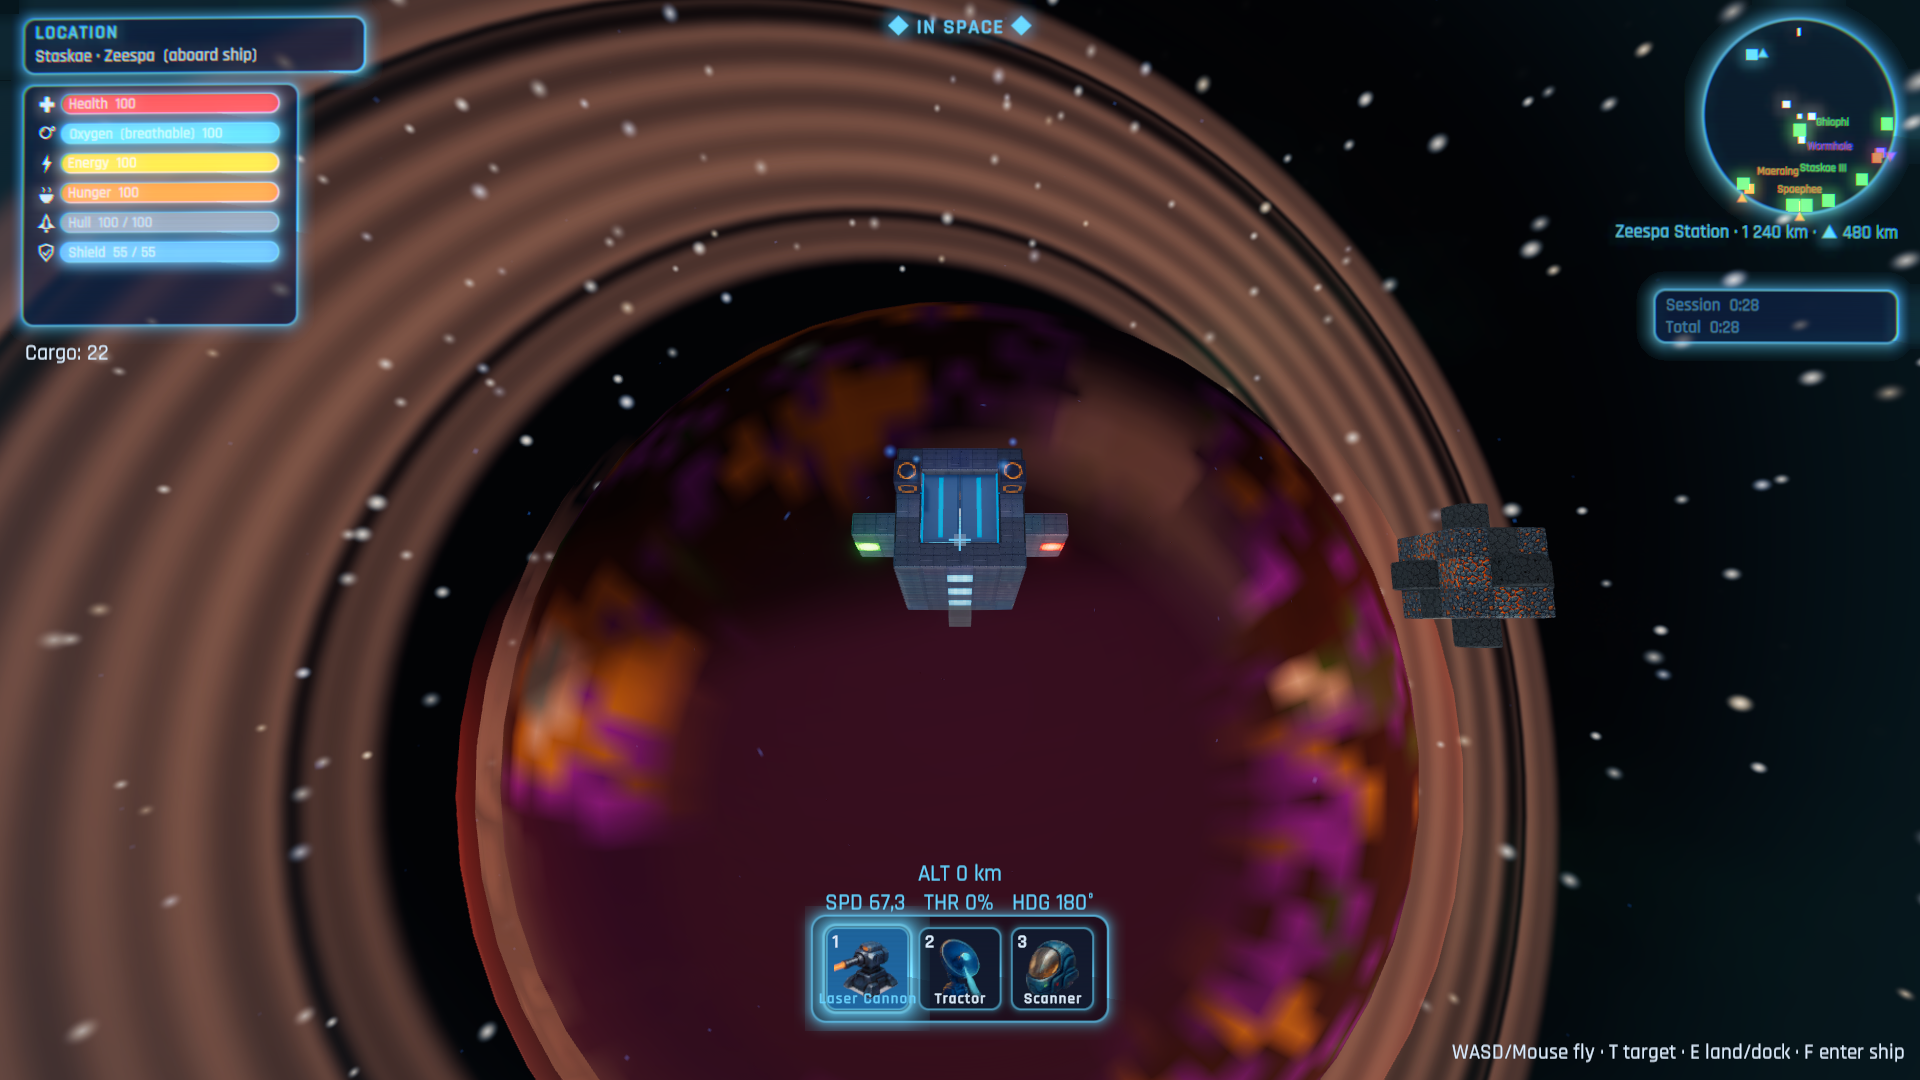 LOCATION
Staskae · Zeespa (aboard ship)
Health 100
Oxygen (breathable) 100
Energy 100
Hunger 100
Hull 100 / 100
Shield 55 / 55
Cargo: 22
IN SPACE
Ghiophi
Wormhole
Maeraing Staskae III
Spaephee
Zeespa Station · 1 240 km · ▲ 480 km
Session 0:28
Total 0:28
ALT 0 km
SPD 67,3 THR 0% HDG 180°
1 2 3
Laser Cannon Tractor Scanner
WASD/Mouse fly · T target · E land/dock · F enter ship